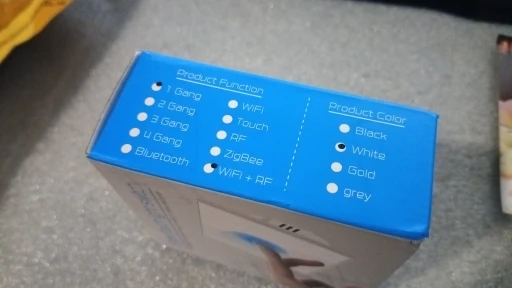 Product Function
1 Gang
2 Gang
3 Gang
4 Gang
Bluetooth
WiFi
Touch
RF
ZigBee
WiFi + RF
Product Color
Black
White
Gold
grey